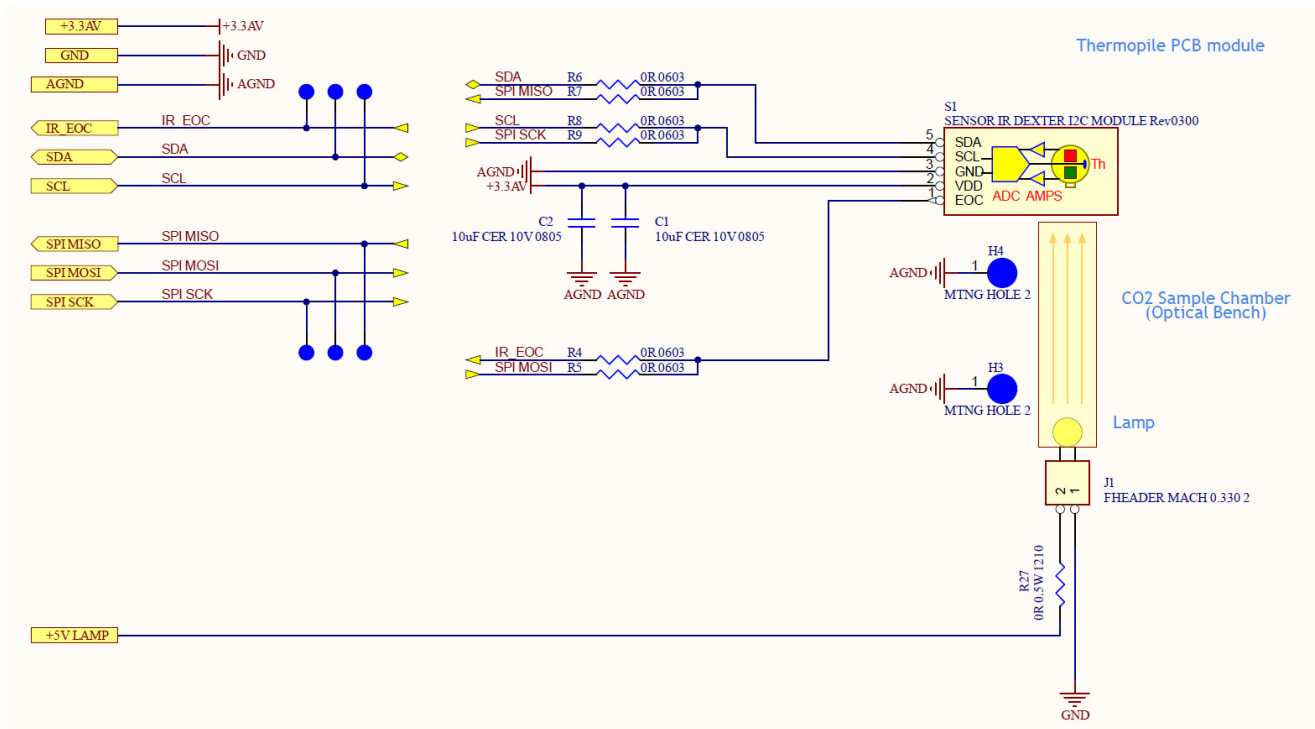 +3.3AV
+3.3AV
Thermopile PCB module
GND
GND
AGND
AGND
IR_EOC
IR_EOC
SDA
SDA
SCL
SCL
SPI MISO
SPI MISO
SPI MOSI
SPI MOSI
SPI SCK
SPI SCK
SDA R6 0R 0603
SPI MISO R7 0R 0603
SCL R8 0R 0603
SPI SCK R9 0R 0603
AGND
+3.3AV
C2
10uF CER 10V 0805
C1
10uF CER 10V 0805
AGND
AGND
IR_EOC R4 0R 0603
SPI MOSI R5 0R 0603
S1
SENSOR IR DEXTER I2C MODULE Rev0300
5 SDA
4 SCL
3 GND
2 VDD
1 EOC
ADC AMPS
Th
H4
AGND 1
MTNG HOLE 2
H3
AGND 1
MTNG HOLE 2
CO2 Sample Chamber
(Optical Bench)
Lamp
2 1
J1
FHEADER MACH 0.330 2
R27
0R 0.5W 1210
+5V LAMP
GND